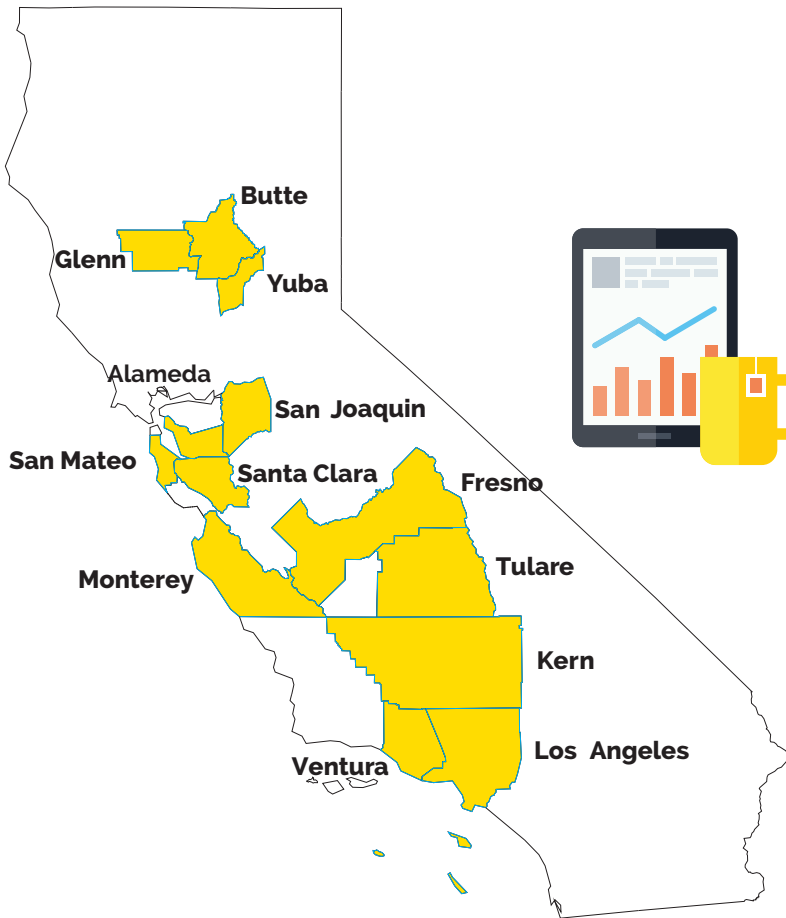 Butte
Glenn
Yuba
Alameda
San Joaquin
San Mateo
Santa Clara
Fresno
Tulare
Monterey
Kern
Los Angeles
Ventura